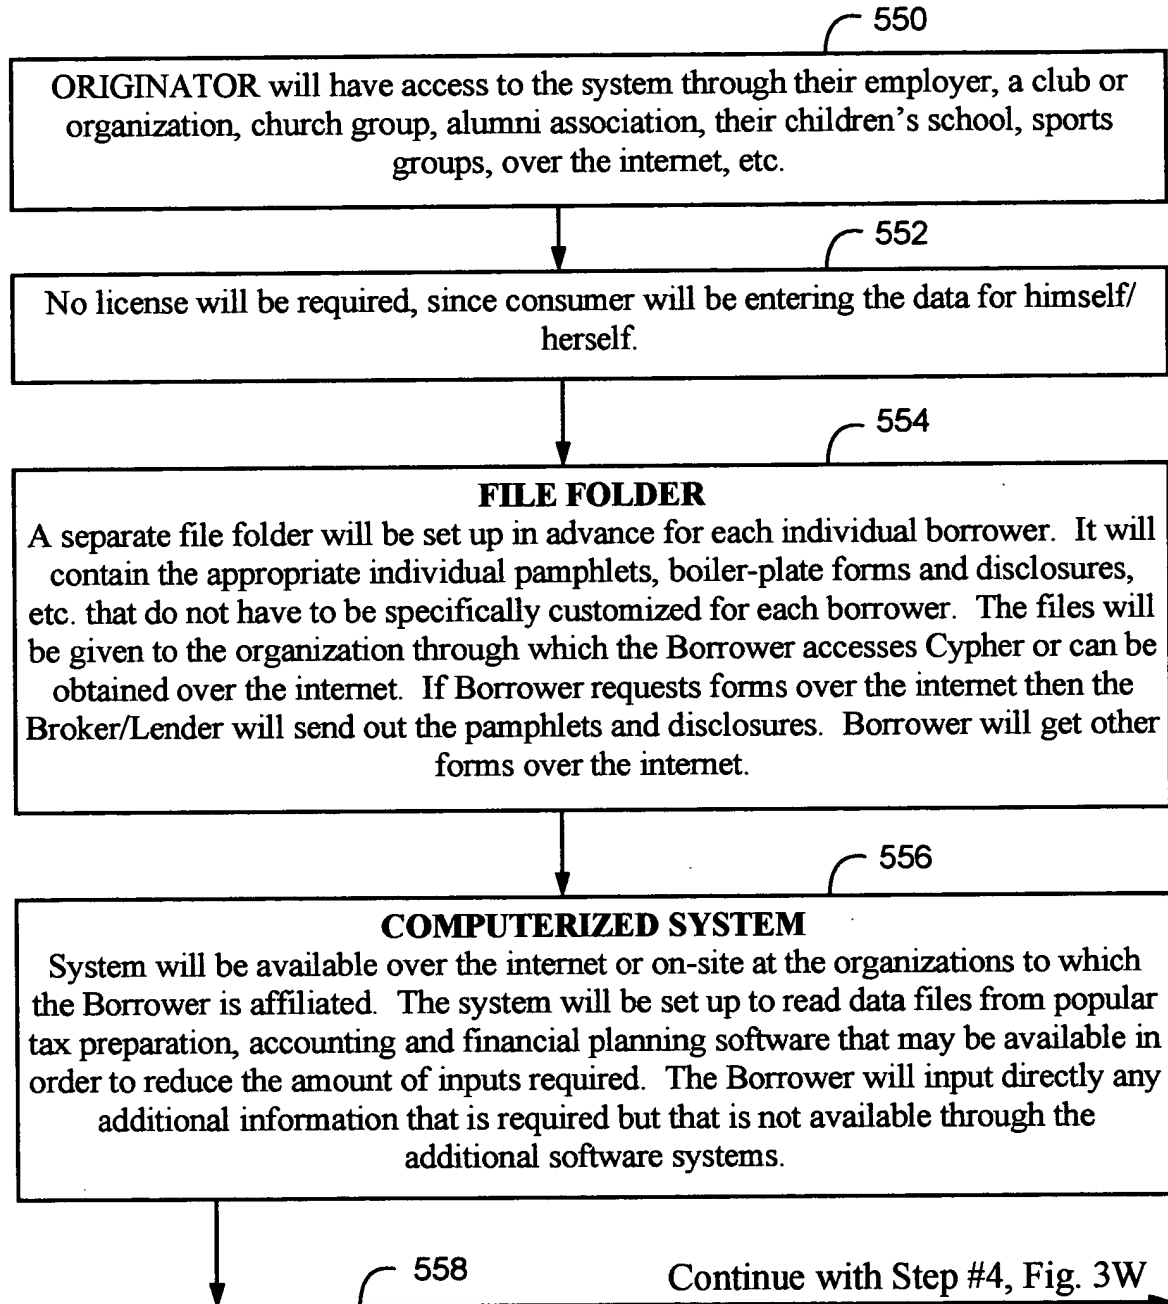 550
ORIGINATOR will have access to the system through their employer, a club or
organization, church group, alumni association, their children's school, sports
groups, over the internet, etc.
552
No license will be required, since consumer will be entering the data for himself/
herself.
554
FILE FOLDER
A separate file folder will be set up in advance for each individual borrower. It will
contain the appropriate individual pamphlets, boiler-plate forms and disclosures,
etc. that do not have to be specifically customized for each borrower. The files will
be given to the organization through which the Borrower accesses Cypher or can be
obtained over the internet. If Borrower requests forms over the internet then the
Broker/Lender will send out the pamphlets and disclosures. Borrower will get other
forms over the internet.
556
COMPUTERIZED SYSTEM
System will be available over the internet or on-site at the organizations to which
the Borrower is affiliated. The system will be set up to read data files from popular
tax preparation, accounting and financial planning software that may be available in
order to reduce the amount of inputs required. The Borrower will input directly any
additional information that is required but that is not available through the
additional software systems.
558
Continue with Step #4, Fig. 3W